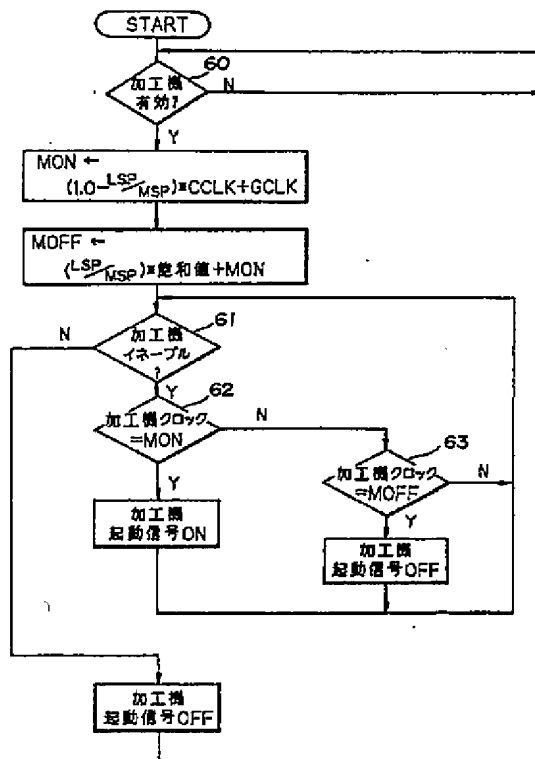 START
60
加工機
有効?
N
Y
MON ←
(1.0-LSP/MSP)*CCLK+GCLK
MOFF ←
(LSP/MSP)*飽和値+MON
61
N
加工機
イネーブル
?
Y
62
加工機クロック
=MON
N
63
加工機クロック
=MOFF
N
Y
Y
加工機
起動信号ON
加工機
起動信号OFF
加工機
起動信号OFF